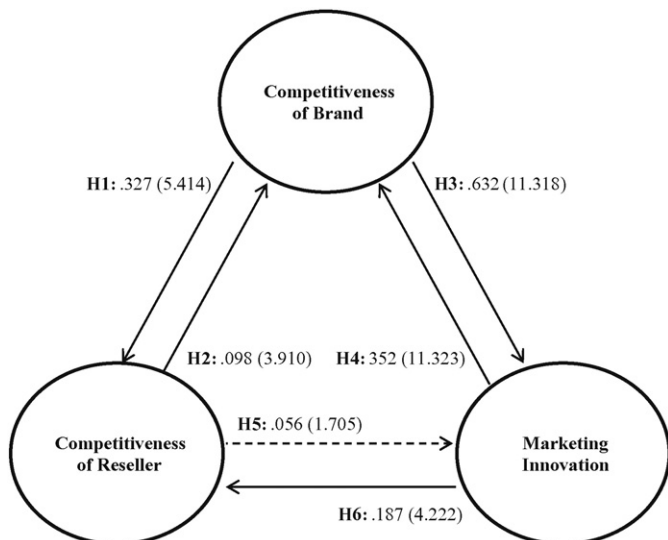 Competitiveness
of Brand
H1: .327 (5.414)
H3: .632 (11.318)
H2: .098 (3.910)
H4: 352 (11.323)
H5: .056 (1.705)
Competitiveness
of Reseller
Marketing
Innovation
H6: .187 (4.222)